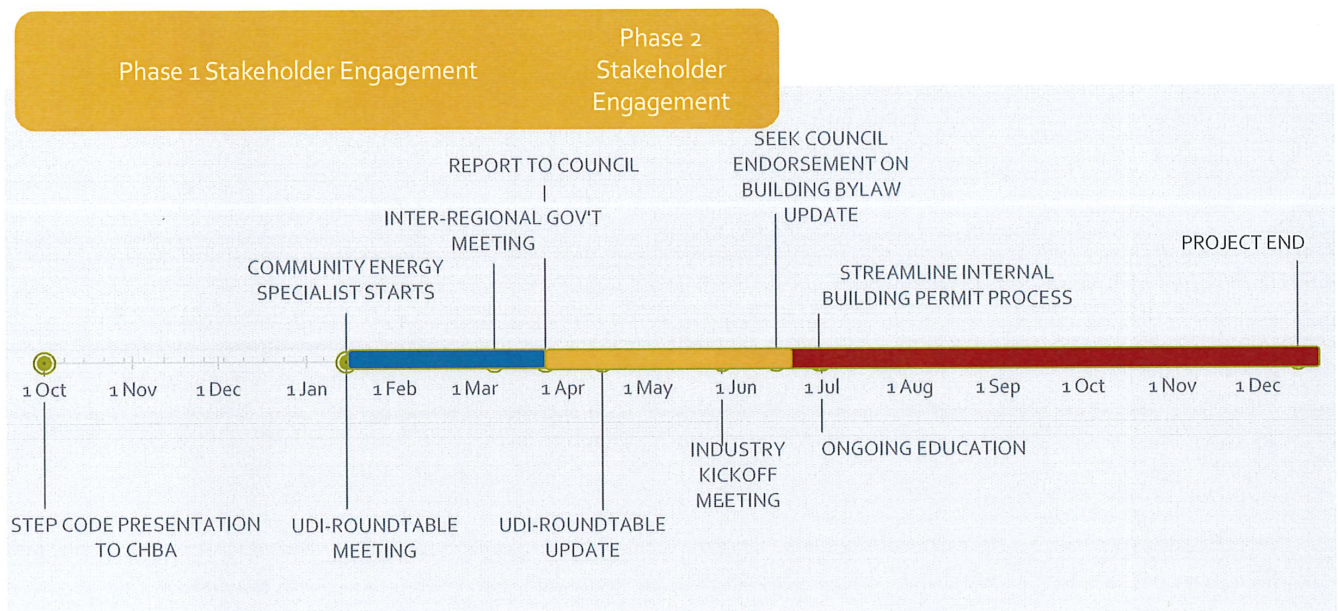 Phase 1 Stakeholder Engagement
Phase 2
Stakeholder
Engagement
SEEK COUNCIL
ENDORSEMENT ON
BUILDING BYLAW
UPDATE
REPORT TO COUNCIL
INTER-REGIONAL GOV'T
MEETING
COMMUNITY ENERGY
SPECIALIST STARTS
STREAMLINE INTERNAL
BUILDING PERMIT PROCESS
PROJECT END
1 Oct 1 Nov 1 Dec 1 Jan 1 Feb 1 Mar 1 Apr 1 May 1 Jun 1 Jul 1 Aug 1 Sep 1 Oct 1 Nov 1 Dec
STEP CODE PRESENTATION
TO CHBA
UDI-ROUNDTABLE
MEETING
UDI-ROUNDTABLE
UPDATE
INDUSTRY
KICKOFF
MEETING
ONGOING EDUCATION